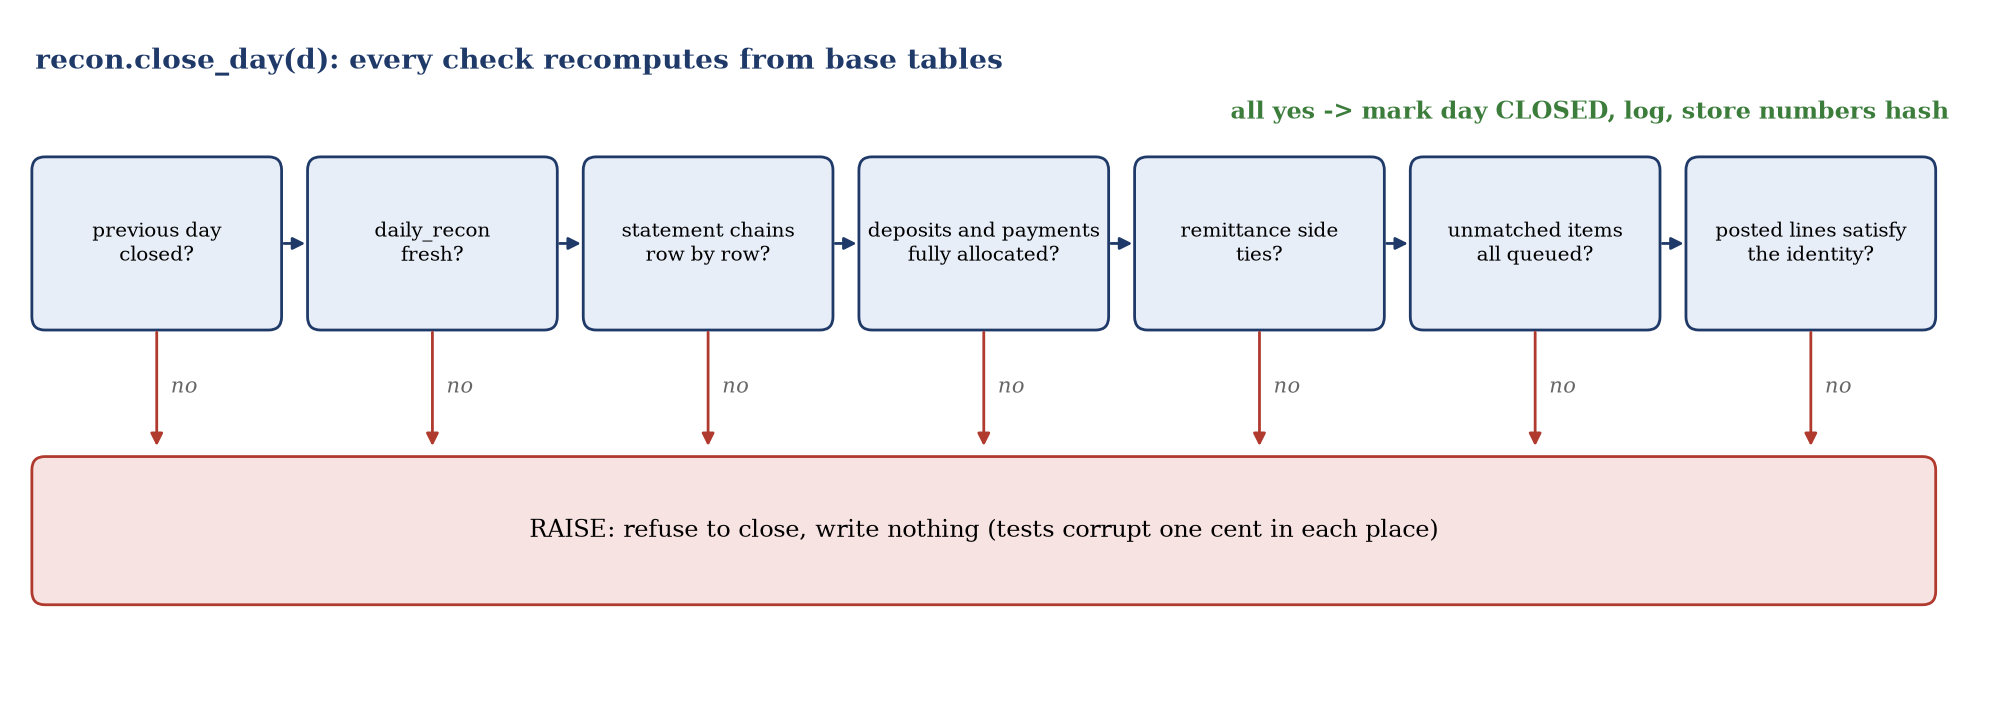 recon.close_day(d): every check recomputes from base tables
all yes -> mark day CLOSED, log, store numbers hash
previous day
closed?
daily_recon
fresh?
statement chains
row by row?
deposits and payments
fully allocated?
remittance side
ties?
unmatched items
all queued?
posted lines satisfy
the identity?
no
no
no
no
no
no
no
RAISE: refuse to close, write nothing (tests corrupt one cent in each place)